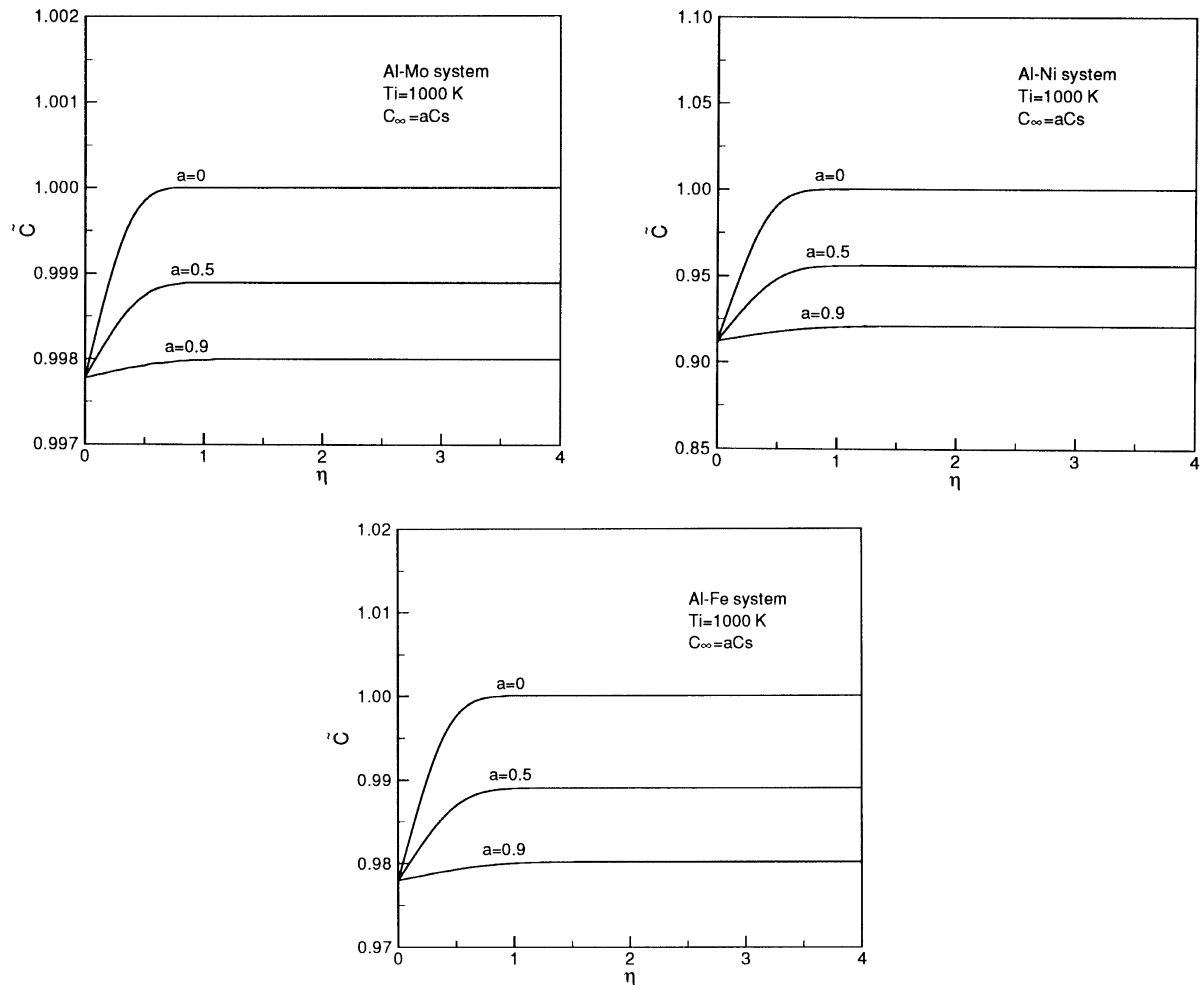 1.002
1.001
1.000
0.999
0.998
0.997
C̃
Al-Mo system
Ti=1000 K
C∞=aCs
a=0
a=0.5
a=0.9
0 1 2 3 4
η
1.10
1.05
1.00
0.95
0.90
0.85
C̃
Al-Ni system
Ti=1000 K
C∞=aCs
a=0
a=0.5
a=0.9
0 1 2 3 4
η
1.02
1.01
1.00
0.99
0.98
0.97
C̃
Al-Fe system
Ti=1000 K
C∞=aCs
a=0
a=0.5
a=0.9
0 1 2 3 4
η